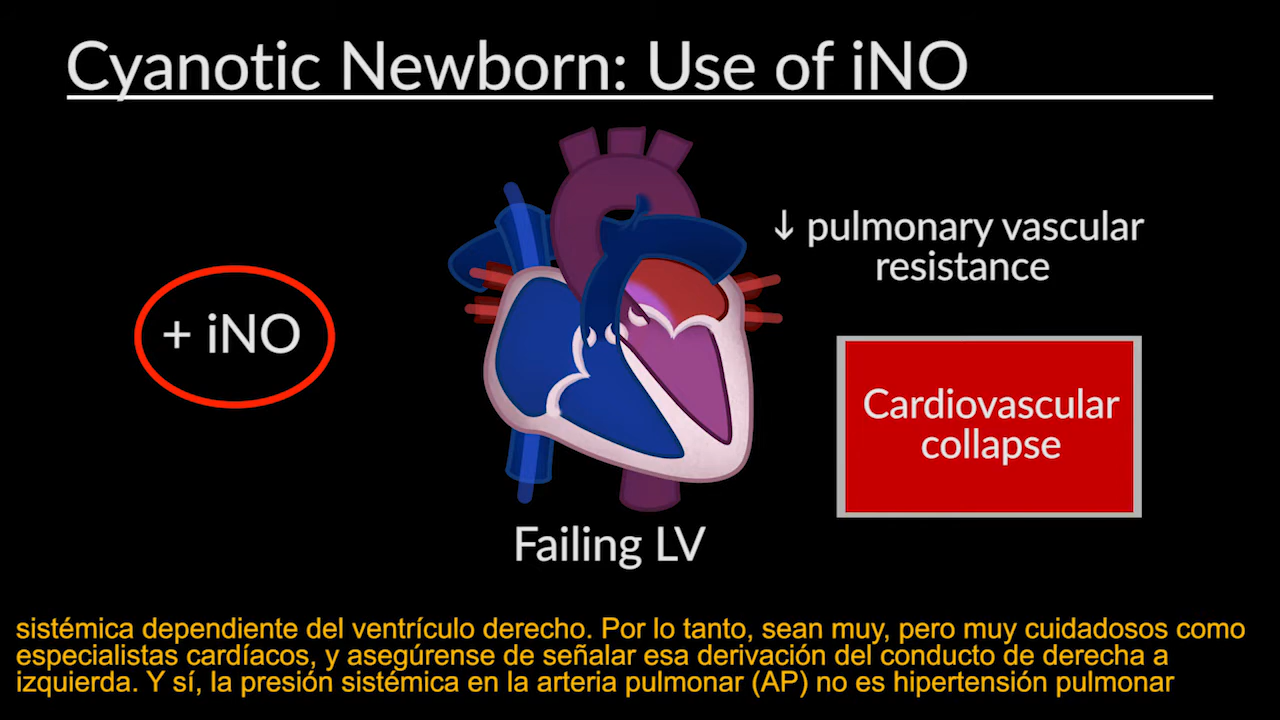 Cyanotic Newborn: Use of iNO
↓ pulmonary vascular
resistance
+ iNO
Cardiovascular
collapse
Failing LV
sistémica dependiente del ventrículo derecho. Por lo tanto, sean muy, pero muy cuidadosos como
especialistas cardíacos, y asegúrense de señalar esa derivación del conducto de derecha a
izquierda. Y sí, la presión sistémica en la arteria pulmonar (AP) no es hipertensión pulmonar